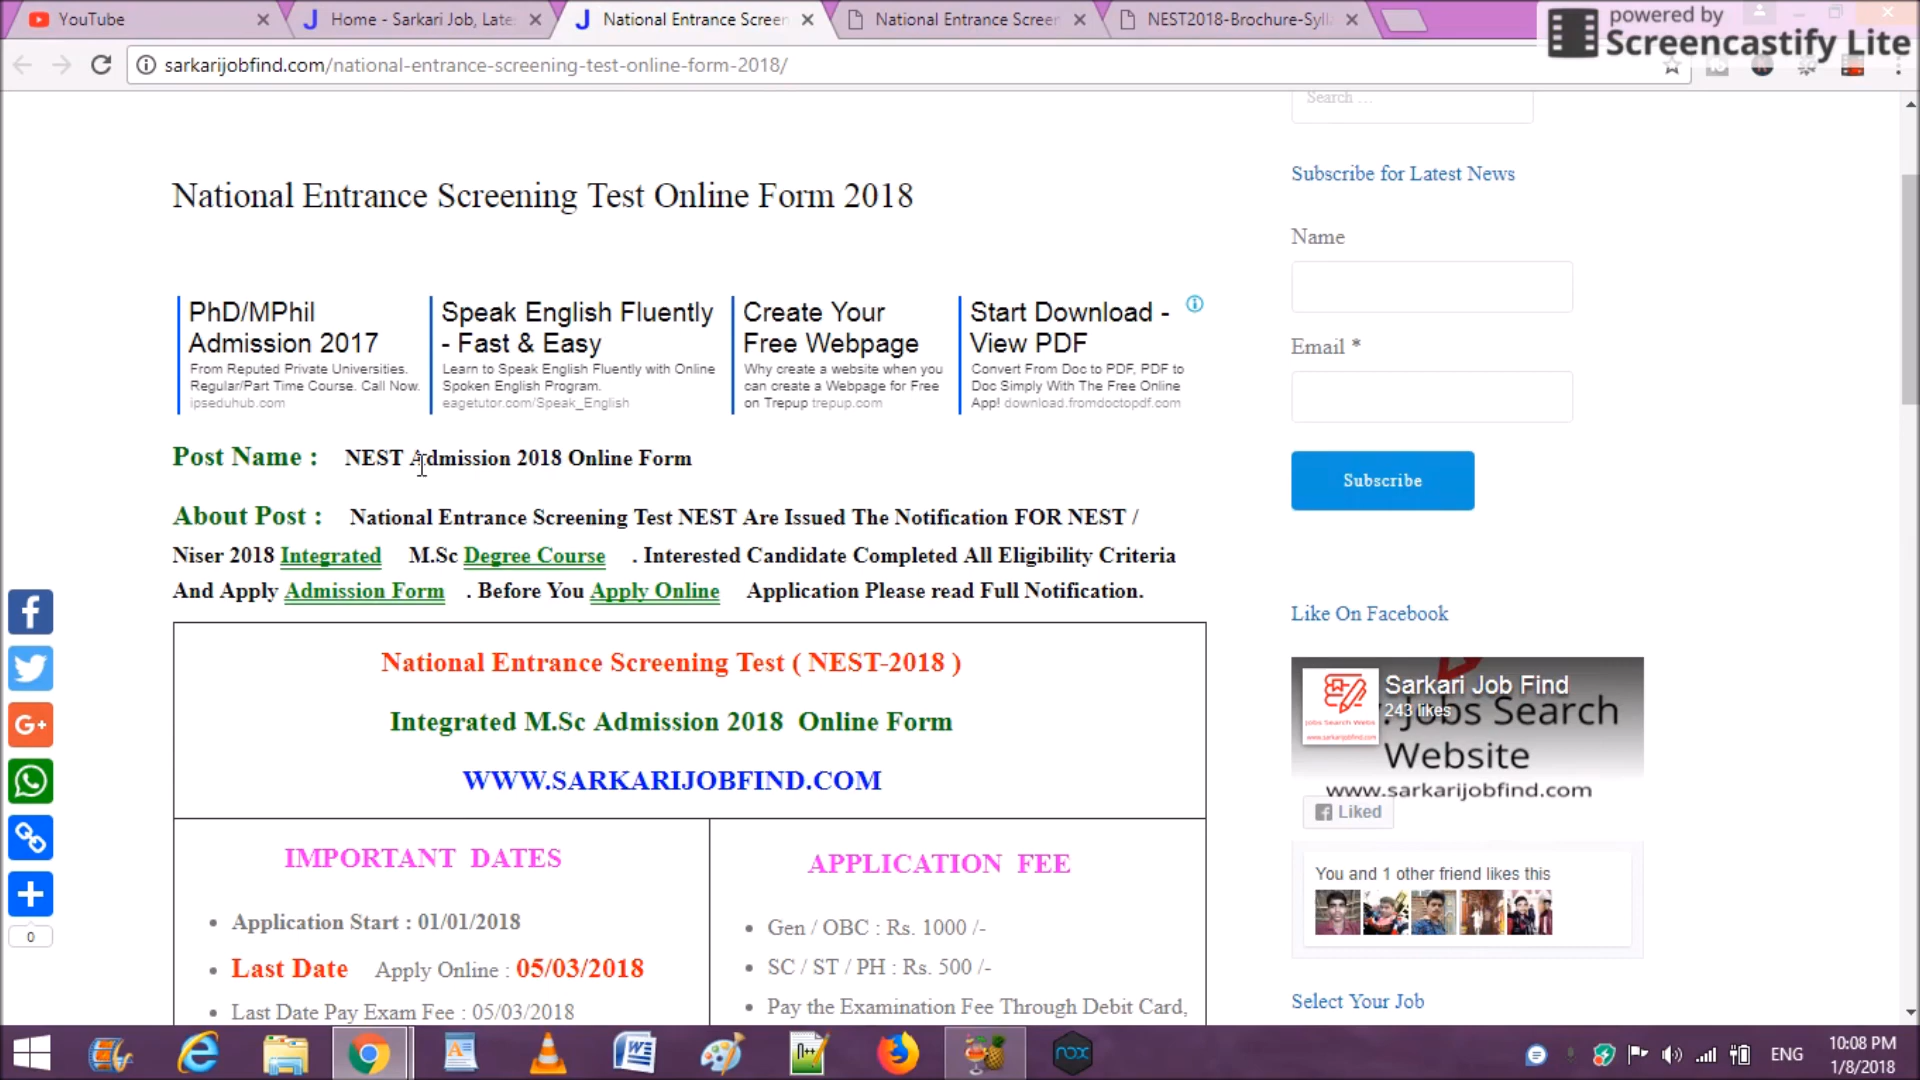 YouTube
Home - Sarkari Job, Late
National Entrance Screen
National Entrance Screen
NEST2018-Brochure-Syll
powered by
Screencastify Lite
sarkarijobfind.com/national-entrance-screening-test-online-form-2018/
Search …
National Entrance Screening Test Online Form 2018
Subscribe for Latest News
Name
Email *
Subscribe
PhD/MPhil
Admission 2017
From Reputed Private Universities.
Regular/Part Time Course. Call Now.
ipseduhub.com
Speak English Fluently
- Fast & Easy
Learn to Speak English Fluently with Online
Spoken English Program.
eagetutor.com/Speak_English
Create Your
Free Webpage
Why create a website when you
can create a Webpage for Free
on Trepup trepup.com
Start Download -
View PDF
Convert From Doc to PDF, PDF to
Doc Simply With The Free Online
App! download.fromdoctopdf.com
Post Name : NEST Admission 2018 Online Form
About Post : National Entrance Screening Test NEST Are Issued The Notification FOR NEST /
Niser 2018 Integrated M.Sc Degree Course . Interested Candidate Completed All Eligibility Criteria
And Apply Admission Form . Before You Apply Online Application Please read Full Notification.
National Entrance Screening Test ( NEST-2018 )
Integrated M.Sc Admission 2018 Online Form
WWW.SARKARIJOBFIND.COM
IMPORTANT DATES
Application Start : 01/01/2018
Last Date Apply Online : 05/03/2018
Last Date Pay Exam Fee : 05/03/2018
APPLICATION FEE
Gen / OBC : Rs. 1000 /-
SC / ST / PH : Rs. 500 /-
Pay the Examination Fee Through Debit Card,
G+
0
Like On Facebook
Sarkari Job Find
243 likes
Jobs Search
Website
www.sarkarijobfind.com
Liked
You and 1 other friend likes this
Select Your Job
nox
ENG
10:08 PM
1/8/2018